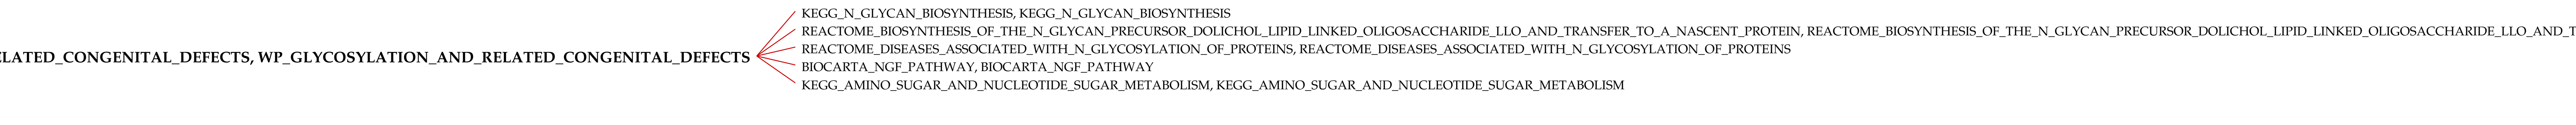 KEGG_N_GLYCAN_BIOSYNTHESIS, KEGG_N_GLYCAN_BIOSYNTHESIS
REACTOME_BIOSYNTHESIS_OF_THE_N_GLYCAN_PRECURSOR_DOLICHOL_LIPID_LINKED_OLIGOSACCHARIDE_LLO_AND_TRANSFER_TO_A_NASCENT_PROTEIN, REACTOME_BIOSYNTHESIS_OF_THE_N_GLYCAN_PRECURSOR_DOLICHOL_LIPID_LINKED_OLIGOSACCHARIDE_LLO_AND_T
REACTOME_DISEASES_ASSOCIATED_WITH_N_GLYCOSYLATION_OF_PROTEINS, REACTOME_DISEASES_ASSOCIATED_WITH_N_GLYCOSYLATION_OF_PROTEINS
ELATED_CONGENITAL_DEFECTS, WP_GLYCOSYLATION_AND_RELATED_CONGENITAL_DEFECTS
BIOCARTA_NGF_PATHWAY, BIOCARTA_NGF_PATHWAY
KEGG_AMINO_SUGAR_AND_NUCLEOTIDE_SUGAR_METABOLISM, KEGG_AMINO_SUGAR_AND_NUCLEOTIDE_SUGAR_METABOLISM